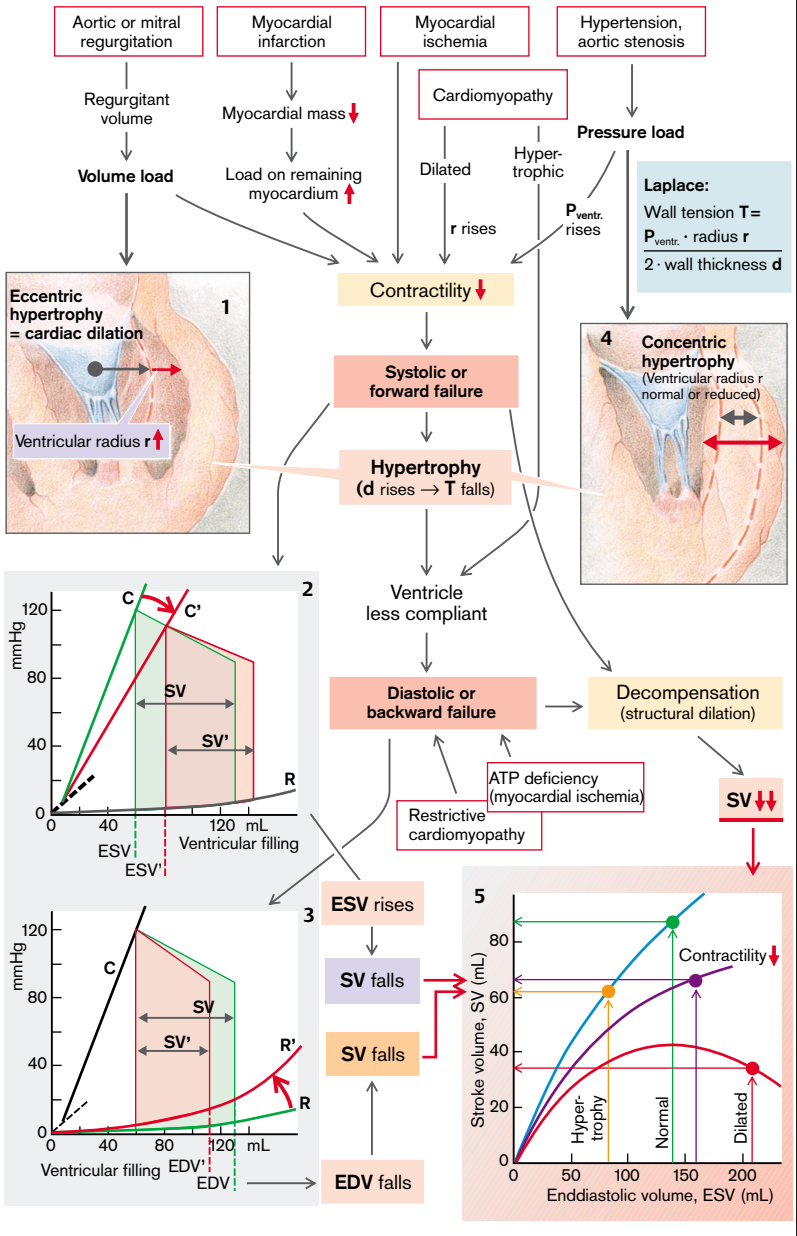 Aortic or mitral
regurgitation
Myocardial
infarction
Myocardial
ischemia
Hypertension,
aortic stenosis
Regurgitant
volume
Volume load
Myocardial mass
Load on remaining
myocardium
Cardiomyopathy
Dilated
Hyper-
trophic
r rises
Pressure load
P ventr.
rises
Laplace:
Wall tension T =
P ventr. · radius r
2 · wall thickness d
Contractility
1
Eccentric
hypertrophy
= cardiac dilation
Ventricular radius r
4
Concentric
hypertrophy
(Ventricular radius r
normal or reduced)
Systolic or
forward failure
Hypertrophy
(d rises → T falls)
Ventricle
less compliant
Diastolic or
backward failure
Decompensation
(structural dilation)
ATP deficiency
(myocardial ischemia)
Restrictive
cardiomyopathy
SV
2
mmHg
120
80
40
0
C
C’
SV
SV’
R
0
40
80
120
mL
Ventricular filling
ESV
ESV’
ESV rises
SV falls
SV falls
EDV falls
3
mmHg
120
80
40
0
C
SV
SV’
R’
R
0
40
80
120
mL
Ventricular filling
EDV’
EDV
5
Stroke volume, SV (mL)
80
60
40
20
0
Contractility
Hyper-
trophy
Normal
Dilated
0
50
100
150
200
Enddiastolic volume, ESV (mL)